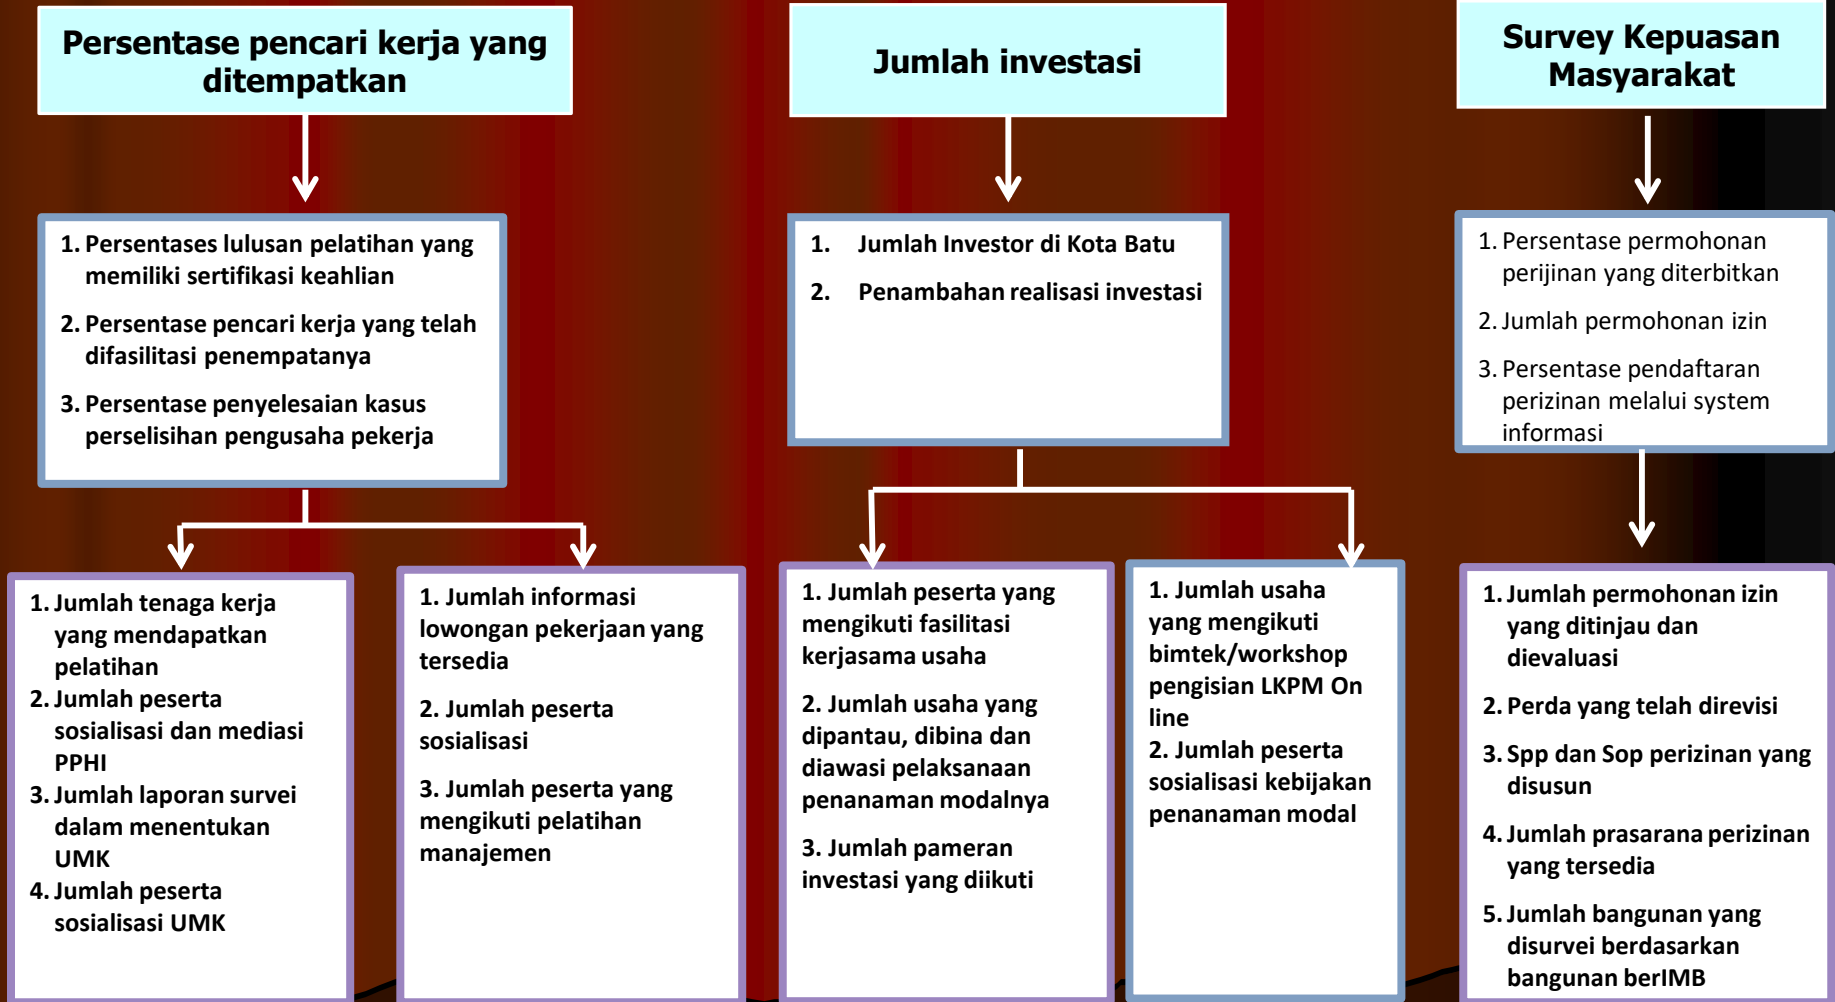 Persentase pencari kerja yang
ditempatkan
Jumlah investasi
Survey Kepuasan
Masyarakat
1. Persentases lulusan pelatihan yang
memiliki sertifikasi keahlian
2. Persentase pencari kerja yang telah
difasilitasi penempatanya
3. Persentase penyelesaian kasus
perselisihan pengusaha pekerja
1. Jumlah Investor di Kota Batu
2. Penambahan realisasi investasi
1. Persentase permohonan
perijinan yang diterbitkan
2. Jumlah permohonan izin
3. Persentase pendaftaran
perizinan melalui system
informasi
1. Jumlah tenaga kerja
yang mendapatkan
pelatihan
2. Jumlah peserta
sosialisasi dan mediasi
PPHI
3. Jumlah laporan survei
dalam menentukan
UMK
4. Jumlah peserta
sosialisasi UMK
1. Jumlah informasi
lowongan pekerjaan yang
tersedia
2. Jumlah peserta
sosialisasi
3. Jumlah peserta yang
mengikuti pelatihan
manajemen
1. Jumlah peserta yang
mengikuti fasilitasi
kerjasama usaha
2. Jumlah usaha yang
dipantau, dibina dan
diawasi pelaksanaan
penanaman modalnya
3. Jumlah pameran
investasi yang diikuti
1. Jumlah usaha
yang mengikuti
bimtek/workshop
pengisian LKPM On
line
2. Jumlah peserta
sosialisasi kebijakan
penanaman modal
1. Jumlah permohonan izin
yang ditinjau dan
dievaluasi
2. Perda yang telah direvisi
3. Spp dan Sop perizinan yang
disusun
4. Jumlah prasarana perizinan
yang tersedia
5. Jumlah bangunan yang
disurvei berdasarkan
bangunan berIMB